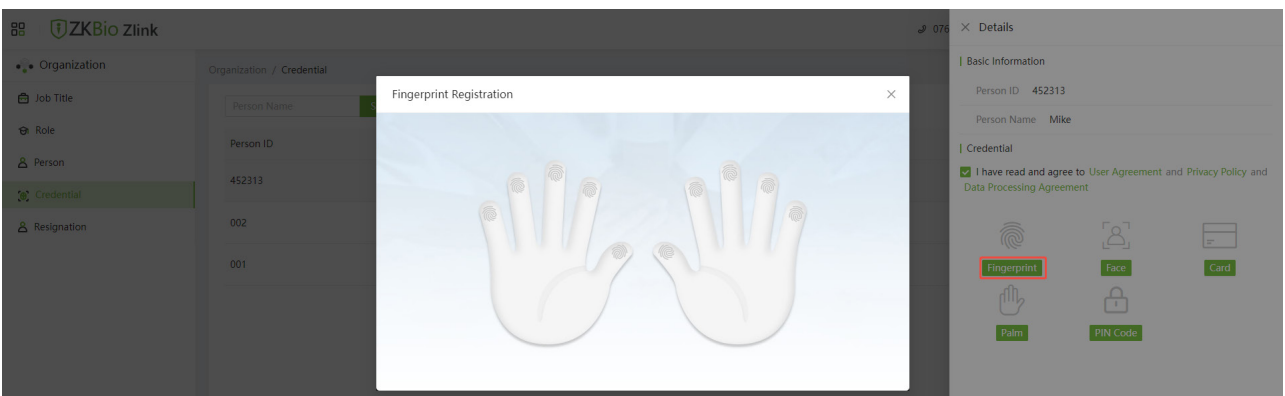 ZKBio Zlink
076
Details
Organization
Organization / Credential
Basic Information
Job Title
Person Name
Fingerprint Registration
Person ID 452313
Role
Person ID
Person Name Mike
Person
452313
Credential
Credential
I have read and agree to User Agreement and Privacy Policy and
Data Processing Agreement
Resignation
002
001
Fingerprint
Face
Card
Palm
PIN Code